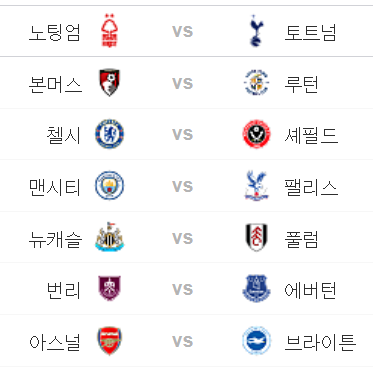 노팅엄 VS 토트넘
본머스 VS 루턴
첼시 VS 셰필드
맨시티 VS 팰리스
뉴캐슬 VS 풀럼
번리 VS 에버턴
아스널 VS 브라이튼